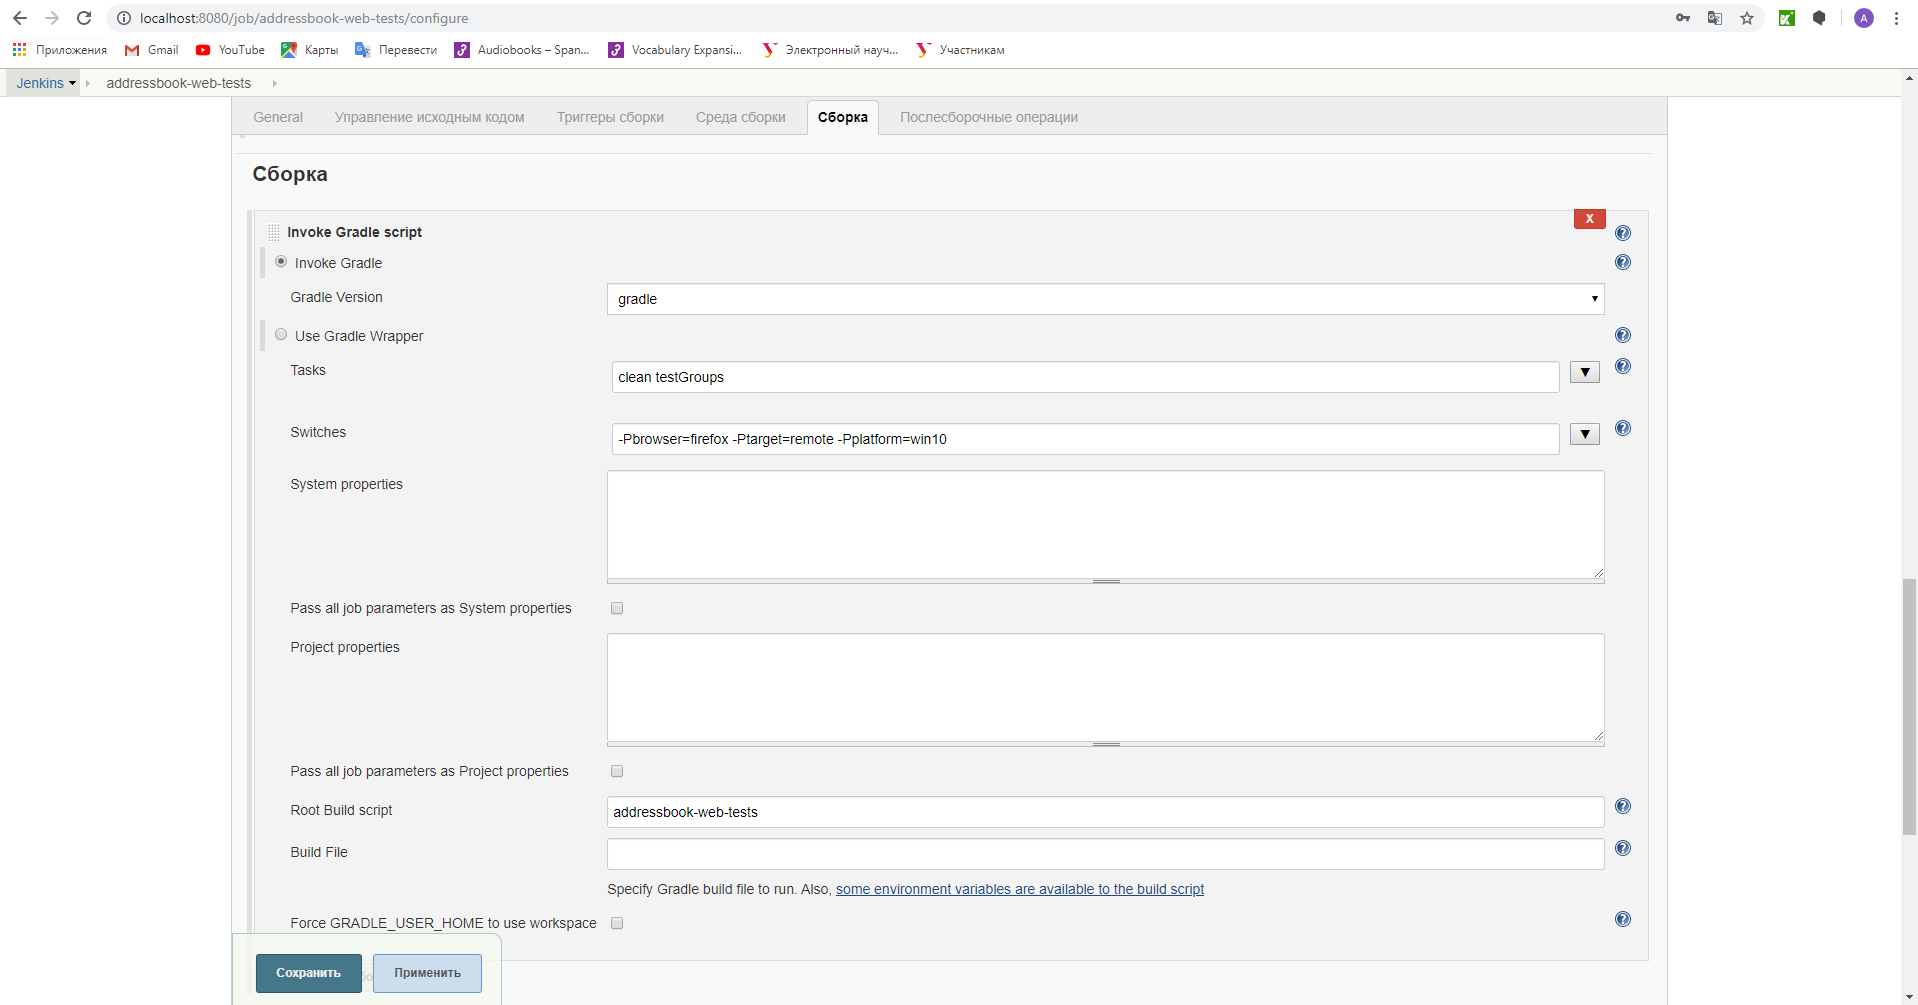 localhost:8080/job/addressbook-web-tests/configure
A
Приложения Gmail YouTube Карты Перевести Audiobooks – Span... Vocabulary Expansi... Электронный науч... Участникам
Jenkins addressbook-web-tests
General Управление исходным кодом Триггеры сборки Среда сборки Сборка Послесборочные операции
Сборка
X
Invoke Gradle script
Invoke Gradle
Gradle Version gradle
Use Gradle Wrapper
Tasks clean testGroups
Switches -Pbrowser=firefox -Ptarget=remote -Pplatform=win10
System properties
Pass all job parameters as System properties
Project properties
Pass all job parameters as Project properties
Root Build script addressbook-web-tests
Build File
Specify Gradle build file to run. Also, some environment variables are available to the build script
Force GRADLE_USER_HOME to use workspace
Сохранить Применить